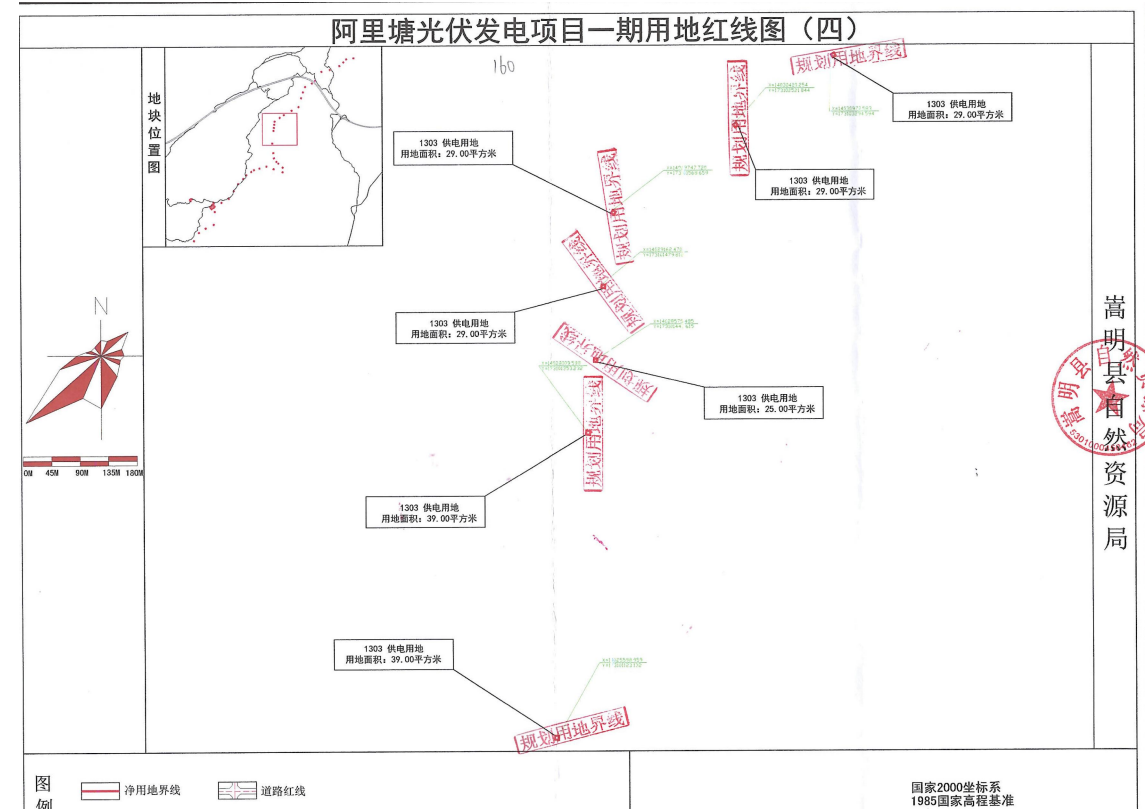 阿里塘光伏发电项目一期用地红线图（四）
160
地块位置图
规划用地界线
1303 供电用地
用地面积：29.00平方米
规划用地界线
1303 供电用地
用地面积：29.00平方米
1303 供电用地
用地面积：29.00平方米
规划用地界线
规划用地界线
1303 供电用地
用地面积：29.00平方米
规划用地界线
1303 供电用地
用地面积：25.00平方米
规划用地界线
1303 供电用地
用地面积：39.00平方米
1303 供电用地
用地面积：39.00平方米
规划用地界线
N
0M 45M 90M 135M 180M
嵩明县自然资源局
嵩明县自然资源局
图例
净用地界线
道路红线
国家2000坐标系
1985国家高程基准